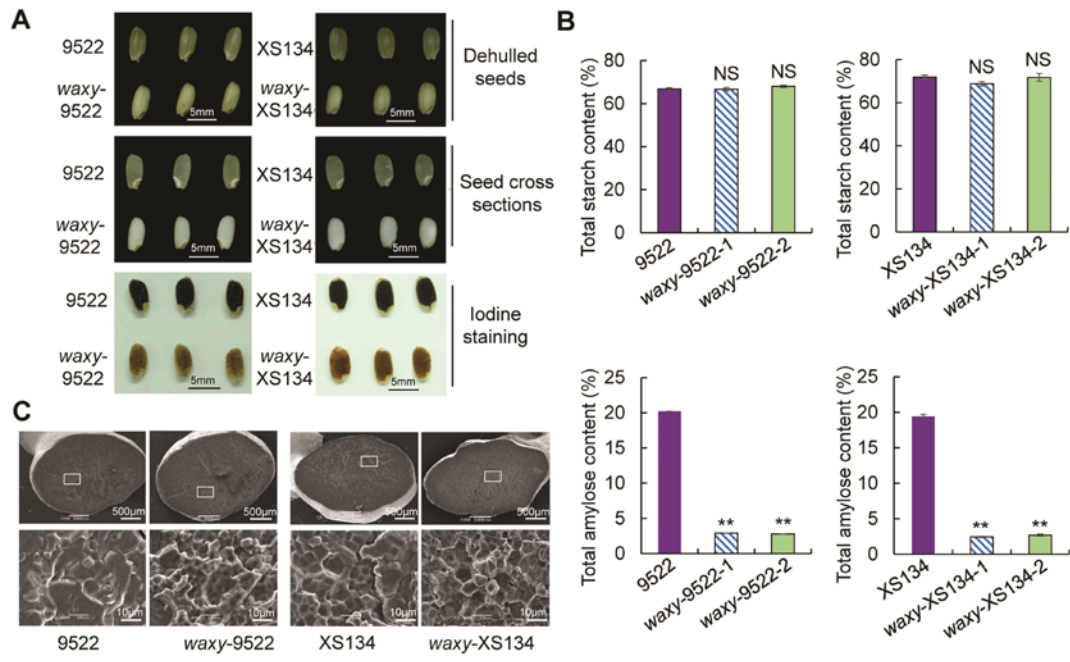 A
9522
waxy-
9522
5mm
XS134
waxy-
XS134
5mm
Dehulled
seeds
9522
waxy-
9522
5mm
XS134
waxy-
XS134
5mm
Seed cross
sections
9522
waxy-
9522
5mm
XS134
waxy-
XS134
5mm
Iodine
staining
B
Total starch content (%)
80
60
40
20
0
NS
NS
9522
waxy-9522-1
waxy-9522-2
Total starch content (%)
80
60
40
20
0
NS
NS
XS134
waxy-XS134-1
waxy-XS134-2
Total amylose content (%)
25
20
15
10
5
0
**
**
9522
waxy-9522-1
waxy-9522-2
Total amylose content (%)
25
20
15
10
5
0
**
**
XS134
waxy-XS134-1
waxy-XS134-2
C
500μm
500μm
500μm
500μm
10μm
10μm
10μm
10μm
9522
waxy-9522
XS134
waxy-XS134